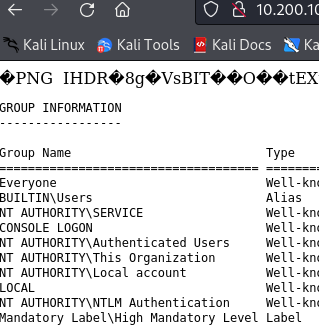 10.200.10
Kali Linux Kali Tools Kali Docs Ka
�PNG IHDR�8g�VsBIT��O��tEX
GROUP INFORMATION
-----------------
Group Name Type
==================================== ========
Everyone Well-kno
BUILTIN\Users Alias
NT AUTHORITY\SERVICE Well-kno
CONSOLE LOGON Well-kno
NT AUTHORITY\Authenticated Users Well-kno
NT AUTHORITY\This Organization Well-kno
NT AUTHORITY\Local account Well-kno
LOCAL Well-kno
NT AUTHORITY\NTLM Authentication Well-kno
Mandatory Label\High Mandatory Level Label